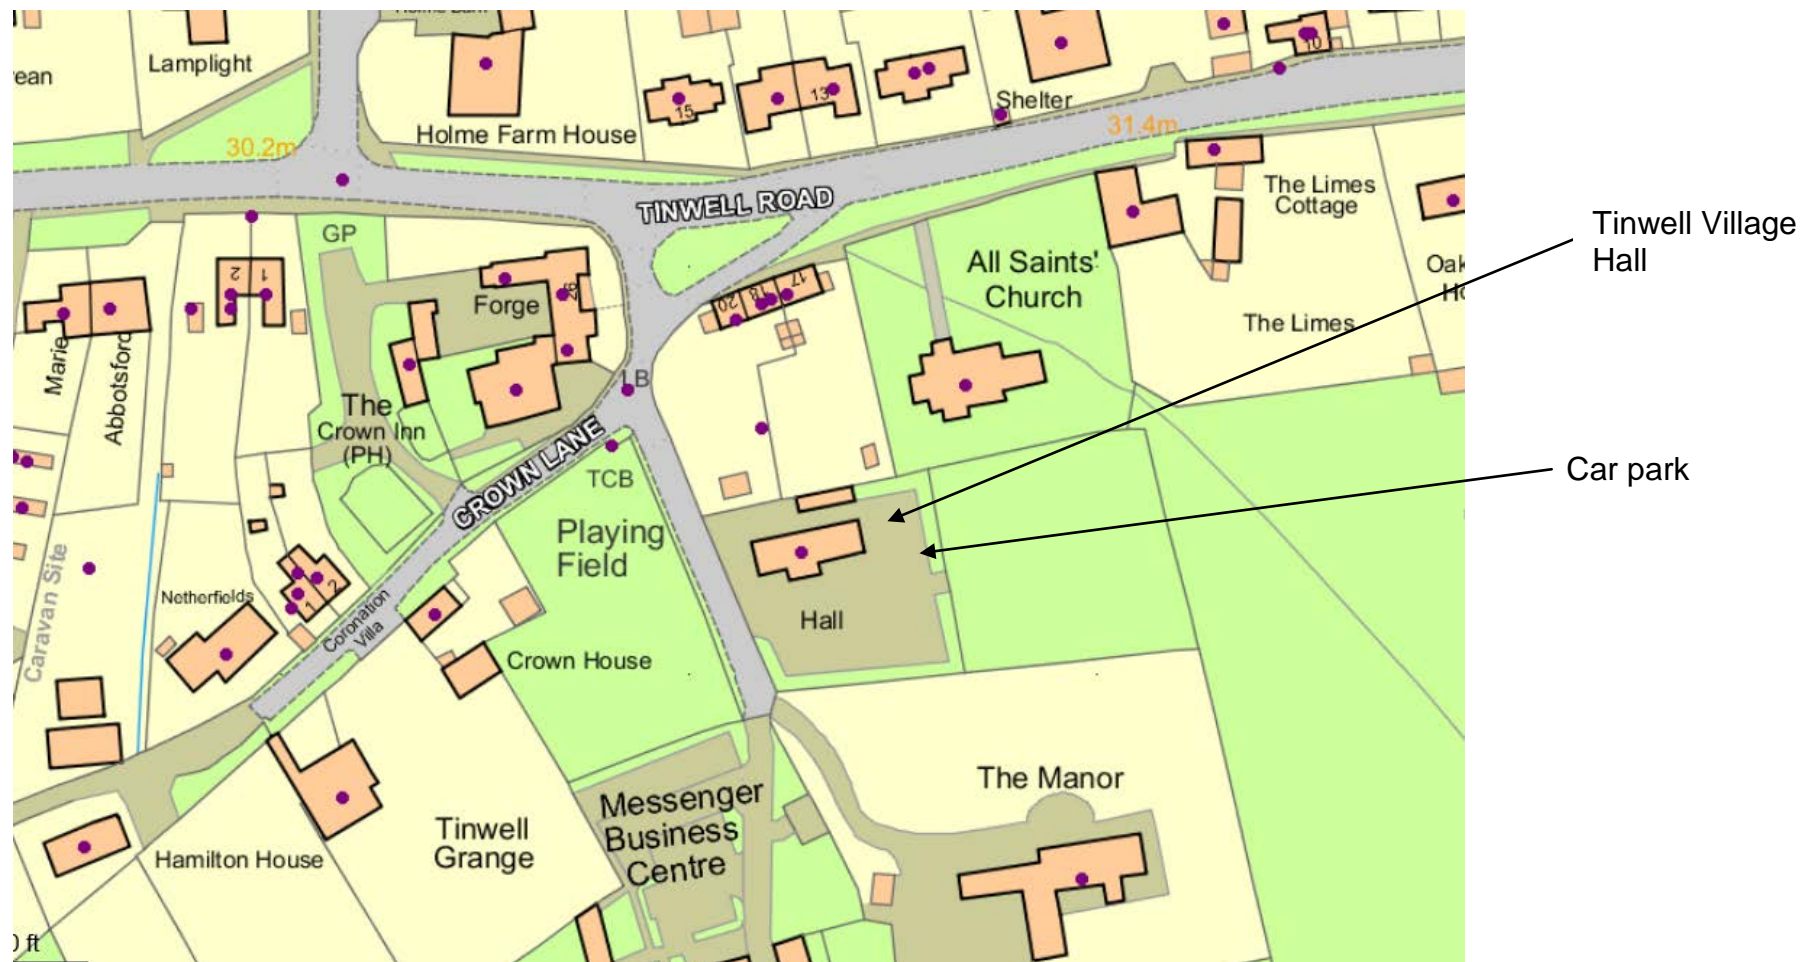 Lamplight
Holme Farm House
15
13
10
Shelter
30.2m
31.4m
TINWELL ROAD
The Limes
Cottage
Tinwell Village
Hall
GP
2
1
Forge
26
20
18
17
All Saints'
Church
The Limes
Marie
Abbotsford
The
Crown Inn
(PH)
LB
CROWN LANE
TCB
Car park
Playing
Field
Caravan Site
Netherfields
1
2
Coronation
Villa
Hall
Crown House
The Manor
Messenger
Business
Centre
Tinwell
Grange
Hamilton House
ft